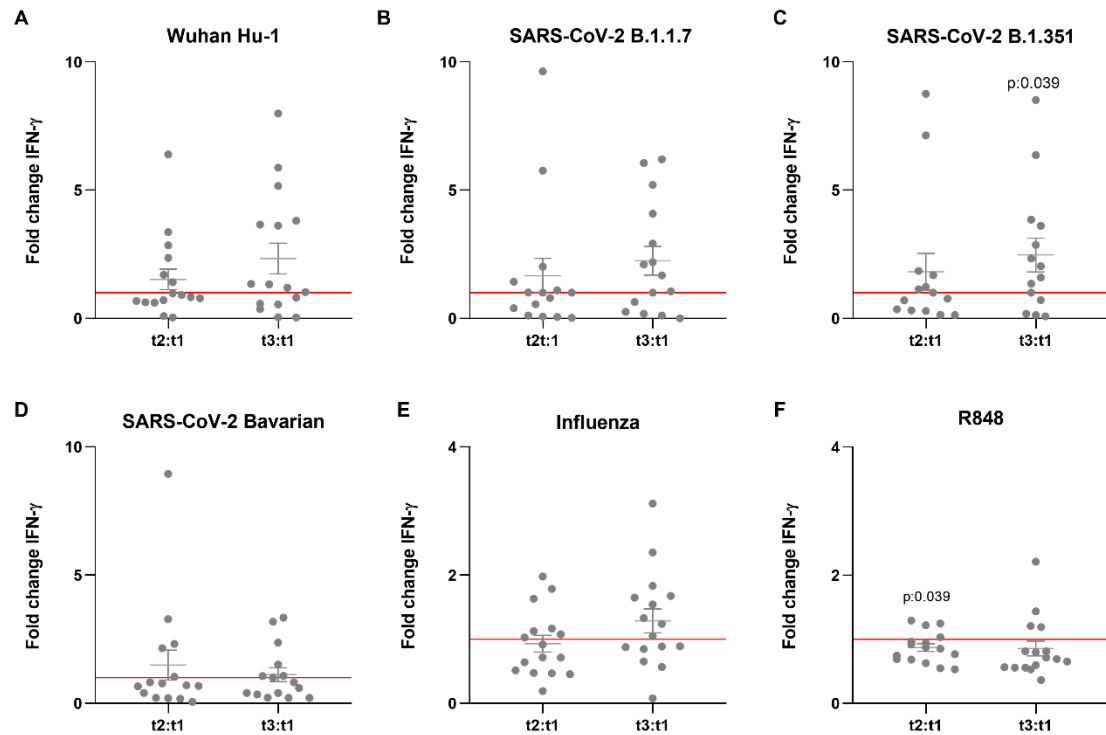 A
Wuhan Hu-1
Fold change IFN-γ
10
5
0
t2:t1
t3:t1
B
SARS-CoV-2 B.1.1.7
Fold change IFN-γ
10
5
0
t2t:1
t3:t1
C
SARS-CoV-2 B.1.351
Fold change IFN-γ
10
5
0
p:0.039
t2:t1
t3:t1
D
SARS-CoV-2 Bavarian
Fold change IFN-γ
10
5
0
t2:t1
t3:t1
E
Influenza
Fold change IFN-γ
4
2
0
t2:t1
t3:t1
F
R848
Fold change IFN-γ
4
2
0
p:0.039
t2:t1
t3:t1